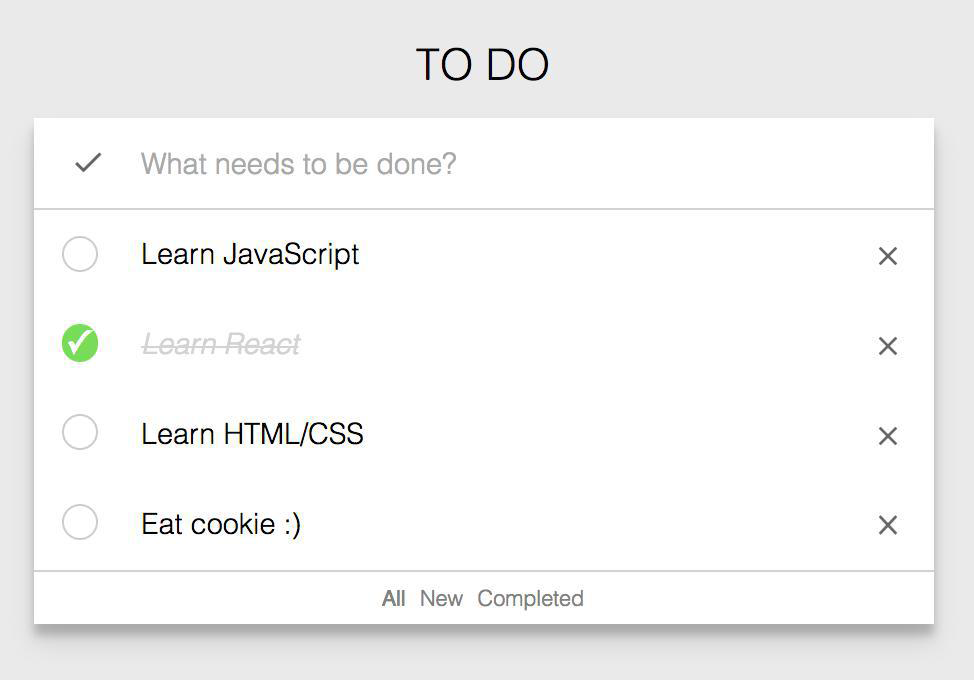 TO DO
What needs to be done?
Learn JavaScript
Learn React
Learn HTML/CSS
Eat cookie :)
All New Completed